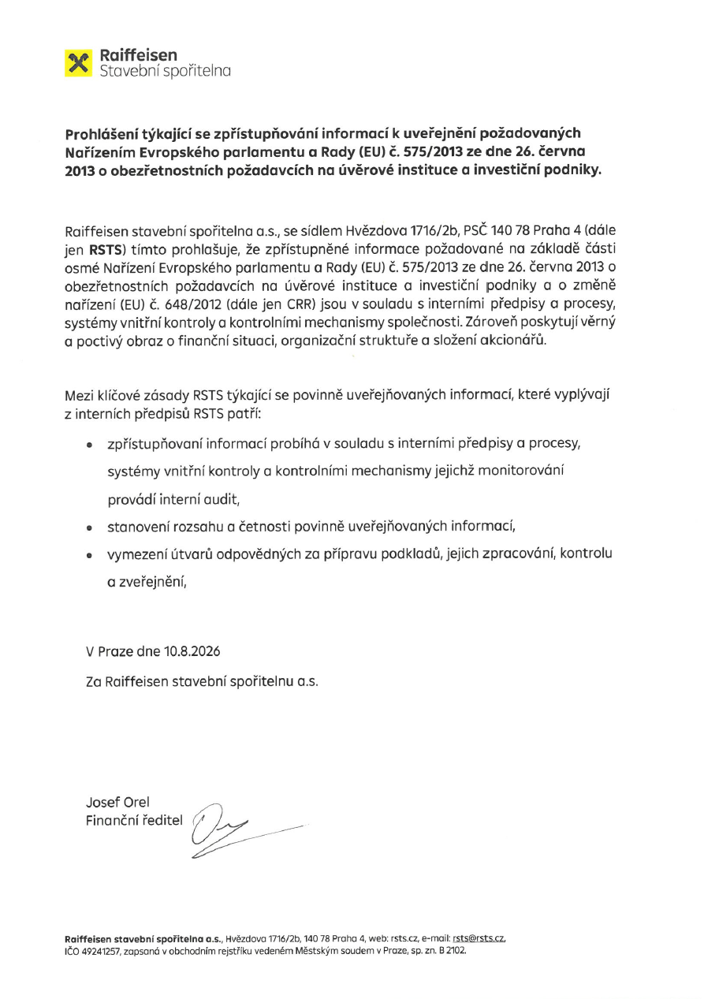 Raiffeisen
Stavební spořitelna
Prohlášení týkající se zpřístupňování informací k uveřejnění požadovaných
Nařízením Evropského parlamentu a Rady (EU) č. 575/2013 ze dne 26. června
2013 o obezřetnostních požadavcích na úvěrové instituce a investiční podniky.
Raiffeisen stavební spořitelna a.s., se sídlem Hvězdova 1716/2b, PSČ 140 78 Praha 4 (dále
jen RSTS) tímto prohlašuje, že zpřístupněné informace požadované na základě části
osmé Nařízení Evropského parlamentu a Rady (EU) č. 575/2013 ze dne 26. června 2013 o
obezřetnostních požadavcích na úvěrové instituce a investiční podniky a o změně
nařízení (EU) č. 648/2012 (dále jen CRR) jsou v souladu s interními předpisy a procesy,
systémy vnitřní kontroly a kontrolními mechanismy společnosti. Zároveň poskytují věrný
a poctivý obraz o finanční situaci, organizační struktuře a složení akcionářů.
Mezi klíčové zásady RSTS týkající se povinně uveřejňovaných informací, které vyplývají
z interních předpisů RSTS patří:
• zpřístupňovaní informací probíhá v souladu s interními předpisy a procesy,
systémy vnitřní kontroly a kontrolními mechanismy jejichž monitorování
provádí interní audit,
• stanovení rozsahu a četnosti povinně uveřejňovaných informací,
• vymezení útvarů odpovědných za přípravu podkladů, jejich zpracování, kontrolu
a zveřejnění,
V Praze dne 10.8.2026
Za Raiffeisen stavební spořitelnu a.s.
Josef Orel
Finanční ředitel
Raiffeisen stavební spořitelna a.s., Hvězdova 1716/2b, 140 78 Praha 4, web: rsts.cz, e-mail: rsts@rsts.cz,
IČO 49241257, zapsaná v obchodním rejstříku vedeném Městským soudem v Praze, sp. zn. B 2102.